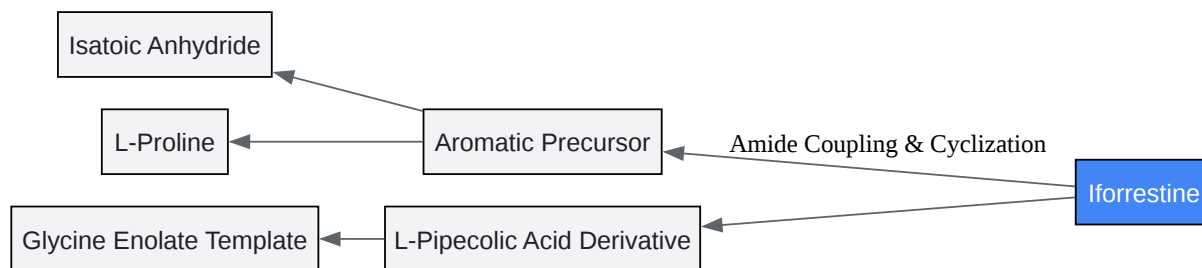 Isatoic Anhydride
L-Proline
Aromatic Precursor
Amide Coupling & Cyclization
Iforrestine
Glycine Enolate Template
L-Pipecolic Acid Derivative